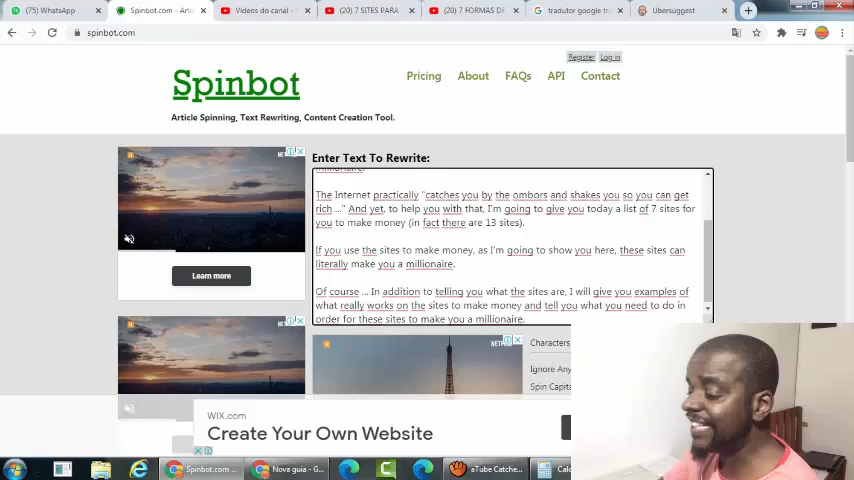 (75) WhatsApp
Spinbot.com - Artic
Vídeos do canal - Y
(20) 7 SITES PARA
(20) 7 FORMAS DE
tradutor google tra
Ubersuggest
spinbot.com
Register
Log in
Spinbot
Pricing
About
FAQs
API
Contact
Article Spinning, Text Rewriting, Content Creation Tool.
Enter Text To Rewrite:
millionaire.
The Internet practically "catches you by the ombors and shakes you so you can get
rich ..." And yet, to help you with that, I'm going to give you today a list of 7 sites for
you to make money (in fact there are 13 sites).
If you use the sites to make money, as I'm going to show you here, these sites can
literally make you a millionaire.
Of course ... In addition to telling you what the sites are, I will give you examples of
what really works on the sites to make money and tell you what you need to do in
order for these sites to make you a millionaire.
Learn more
Characters
Ignore Any
Spin Capita
WIX.com
Create Your Own Website
Spinbot.com ...
Nova guia - G...
aTube Catche...
Calc